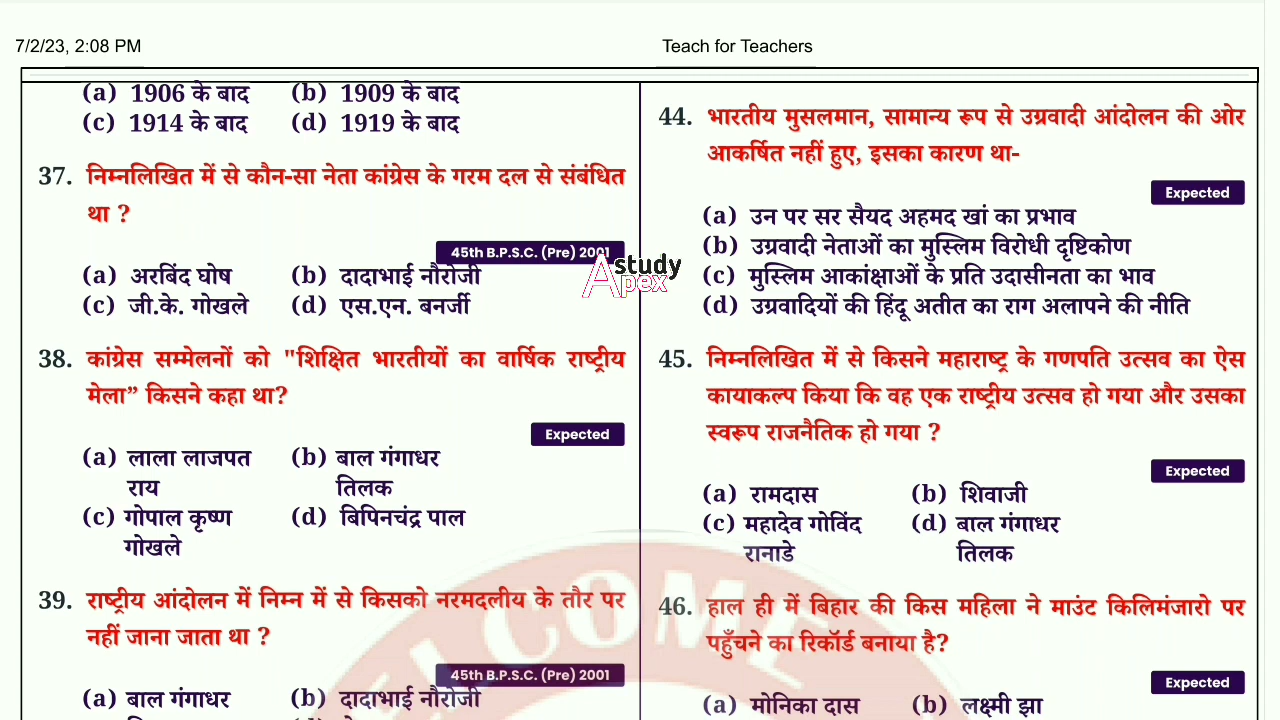 7/2/23, 2:08 PM
Teach for Teachers
(a) 1906 के बाद (b) 1909 के बाद
(c) 1914 के बाद (d) 1919 के बाद
37. निम्नलिखित में से कौन-सा नेता कांग्रेस के गरम दल से संबंधित
था ?
45th B.P.S.C. (Pre) 2001
(a) अरबिंद घोष (b) दादाभाई नौरोजी
(c) जी.के. गोखले (d) एस.एन. बनर्जी
38. कांग्रेस सम्मेलनों को "शिक्षित भारतीयों का वार्षिक राष्ट्रीय
मेला” किसने कहा था?
Expected
(a) लाला लाजपत (b) बाल गंगाधर
राय तिलक
(c) गोपाल कृष्ण (d) बिपिनचंद्र पाल
गोखले
39. राष्ट्रीय आंदोलन में निम्न में से किसको नरमदलीय के तौर पर
नहीं जाना जाता था ?
45th B.P.S.C. (Pre) 2001
(a) बाल गंगाधर (b) दादाभाई नौरोजी
study
Apex
44. भारतीय मुसलमान, सामान्य रूप से उग्रवादी आंदोलन की ओर
आकर्षित नहीं हुए, इसका कारण था-
Expected
(a) उन पर सर सैयद अहमद खां का प्रभाव
(b) उग्रवादी नेताओं का मुस्लिम विरोधी दृष्टिकोण
(c) मुस्लिम आकांक्षाओं के प्रति उदासीनता का भाव
(d) उग्रवादियों की हिंदू अतीत का राग अलापने की नीति
45. निम्नलिखित में से किसने महाराष्ट्र के गणपति उत्सव का ऐस
कायाकल्प किया कि वह एक राष्ट्रीय उत्सव हो गया और उसका
स्वरूप राजनैतिक हो गया ?
Expected
(a) रामदास (b) शिवाजी
(c) महादेव गोविंद (d) बाल गंगाधर
रानाडे तिलक
46. हाल ही में बिहार की किस महिला ने माउंट किलिमंजारो पर
पहुँचने का रिकॉर्ड बनाया है?
Expected
(a) मोनिका दास (b) लक्ष्मी झा
WELCOME